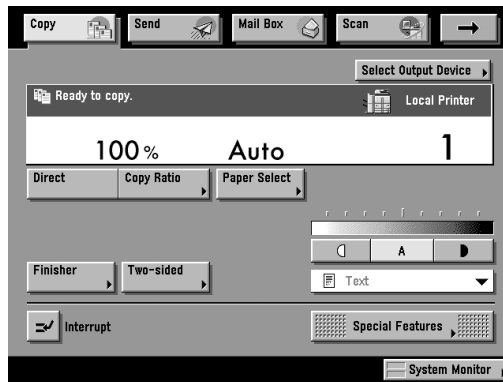 Copy Send Mail Box Scan
Select Output Device
Ready to copy. Local Printer
100 % Auto 1
Direct Copy Ratio Paper Select
A
Finisher Two-sided
Text
Interrupt Special Features
System Monitor